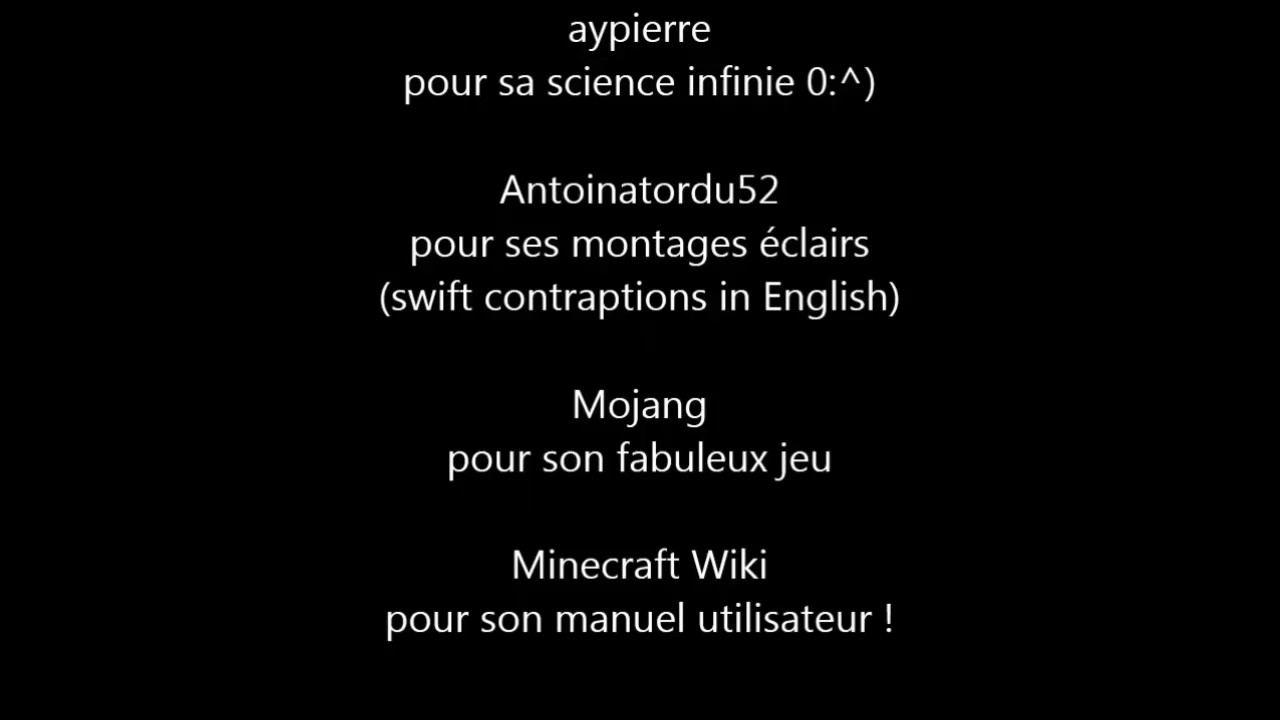 aypierre
pour sa science infinie 0:^)
Antoinatordu52
pour ses montages éclairs
(swift contraptions in English)
Mojang
pour son fabuleux jeu
Minecraft Wiki
pour son manuel utilisateur !